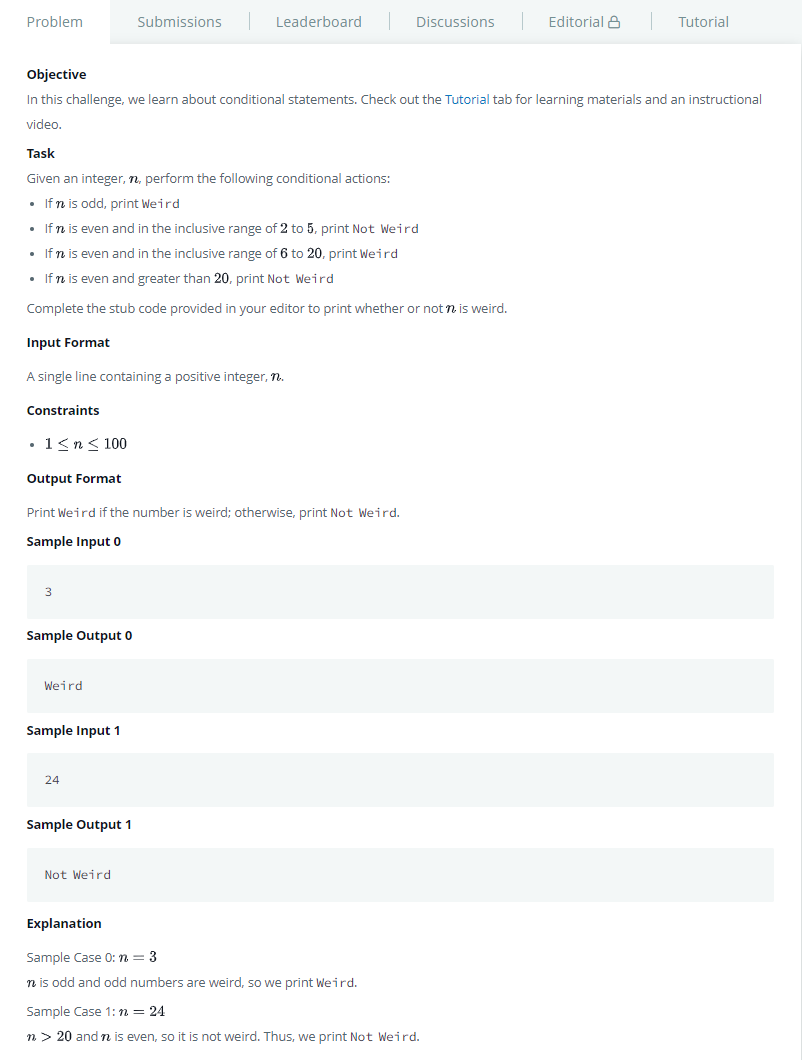 Problem Submissions Leaderboard Discussions Editorial Tutorial
Objective
In this challenge, we learn about conditional statements. Check out the Tutorial tab for learning materials and an instructional
video.
Task
Given an integer, n, perform the following conditional actions:
• If n is odd, print Weird
• If n is even and in the inclusive range of 2 to 5, print Not Weird
• If n is even and in the inclusive range of 6 to 20, print Weird
• If n is even and greater than 20, print Not Weird
Complete the stub code provided in your editor to print whether or not n is weird.
Input Format
A single line containing a positive integer, n.
Constraints
• 1 ≤ n ≤ 100
Output Format
Print Weird if the number is weird; otherwise, print Not Weird.
Sample Input 0
3
Sample Output 0
Weird
Sample Input 1
24
Sample Output 1
Not Weird
Explanation
Sample Case 0: n = 3
n is odd and odd numbers are weird, so we print Weird.
Sample Case 1: n = 24
n > 20 and n is even, so it is not weird. Thus, we print Not Weird.